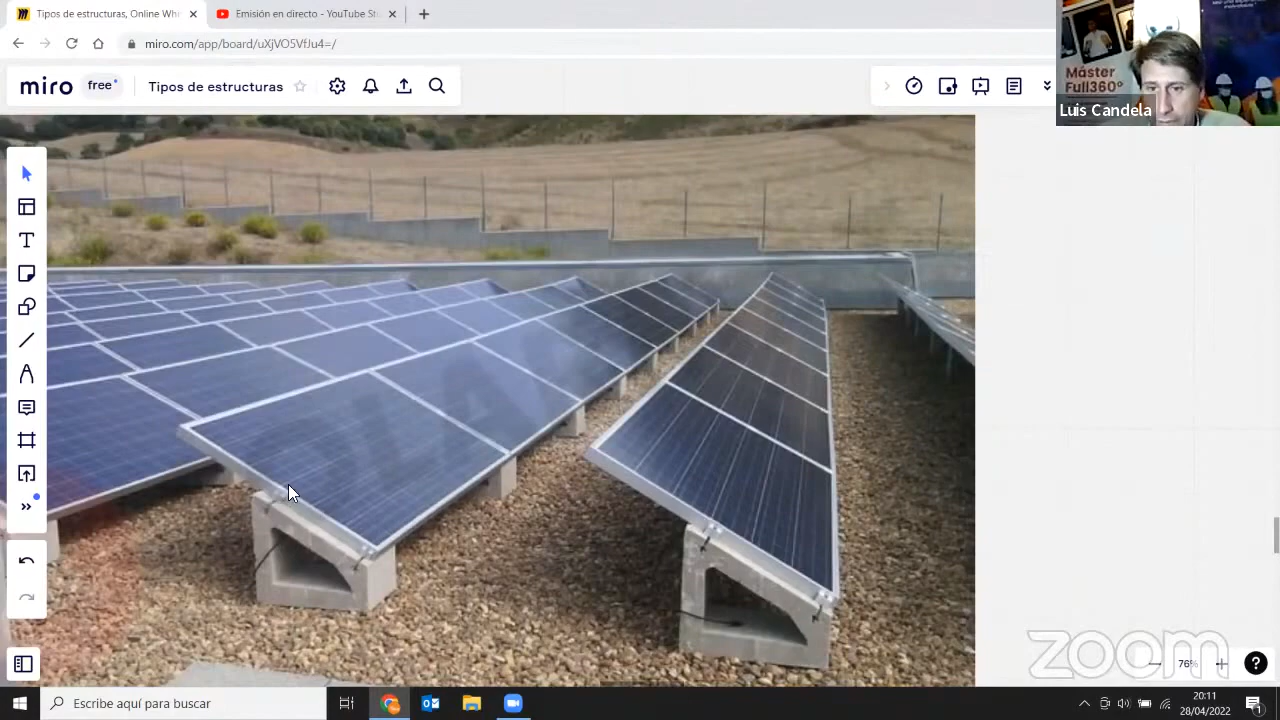 Tipos de estructuras, Online Wh
Emisión en directo - YouTube St
miro.com/app/board/uXjVO5VfJu4=/
miro
free
Tipos de estructuras
Máster
Full360º
Luis Candela
zoom
76%
Escribe aquí para buscar
20:11
28/04/2022